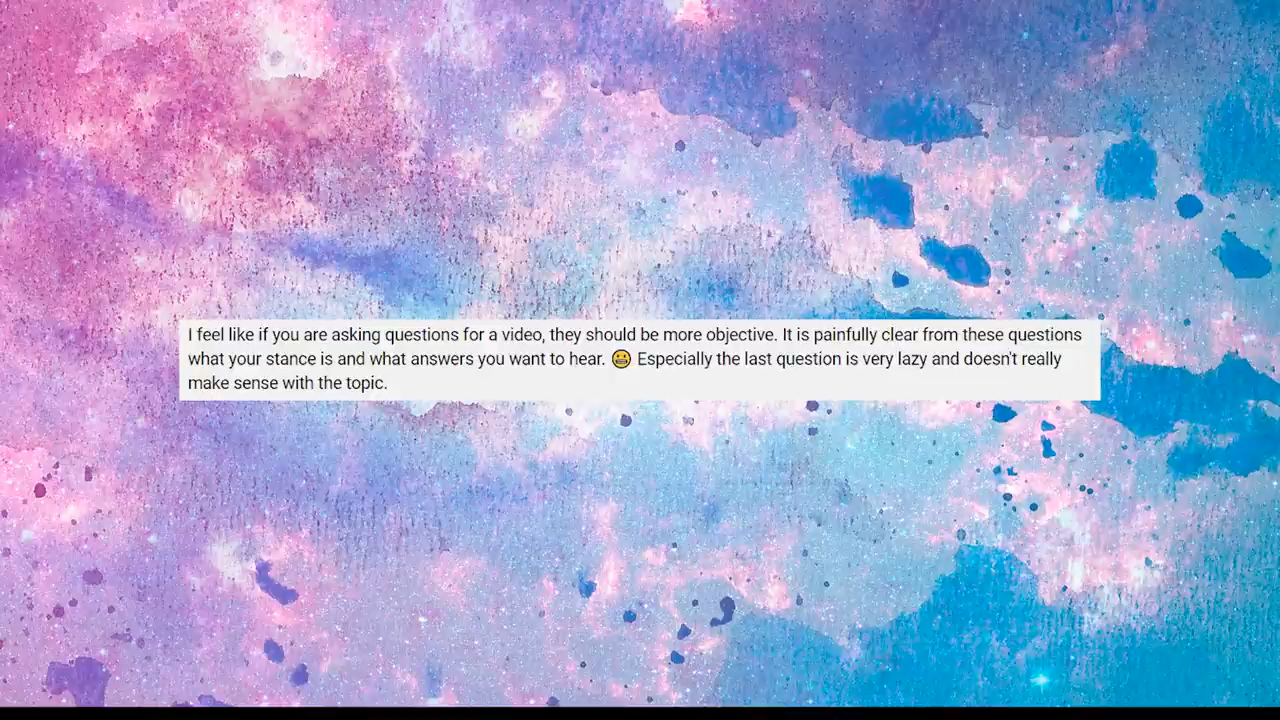 I feel like if you are asking questions for a video, they should be more objective. It is painfully clear from these questions
what your stance is and what answers you want to hear. 😬 Especially the last question is very lazy and doesn't really
make sense with the topic.